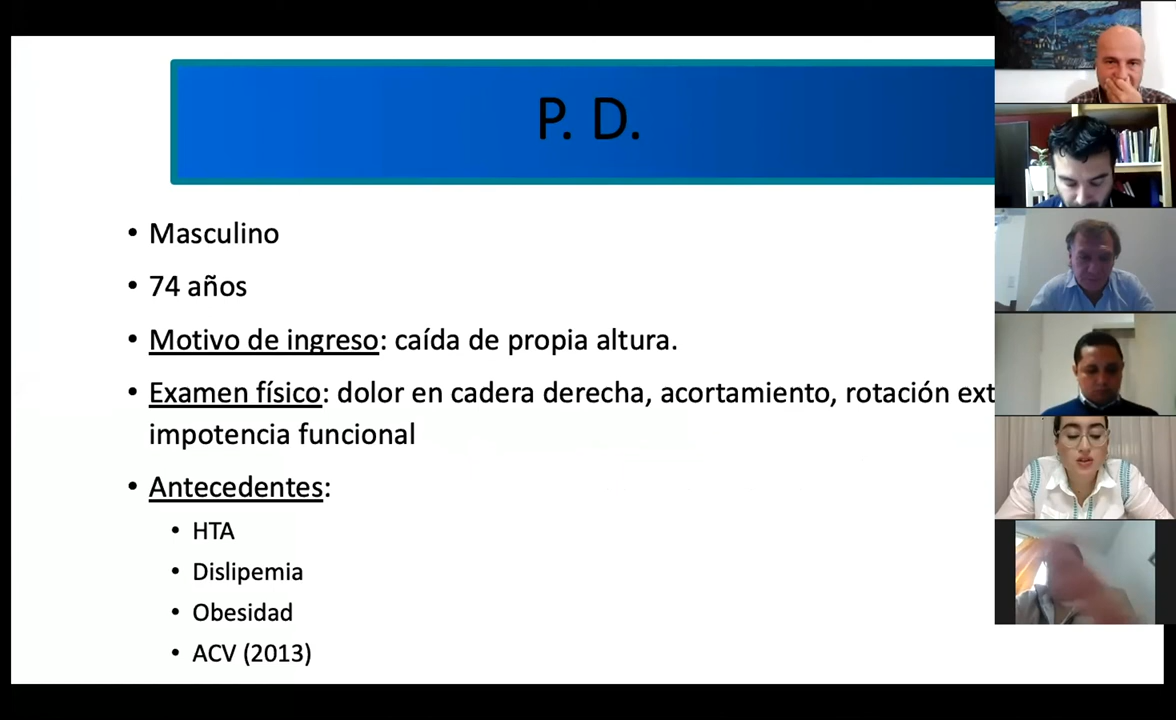 P. D.
• Masculino
• 74 años
• Motivo de ingreso: caída de propia altura.
• Examen físico: dolor en cadera derecha, acortamiento, rotación ext
impotencia funcional
• Antecedentes:
• HTA
• Dislipemia
• Obesidad
• ACV (2013)